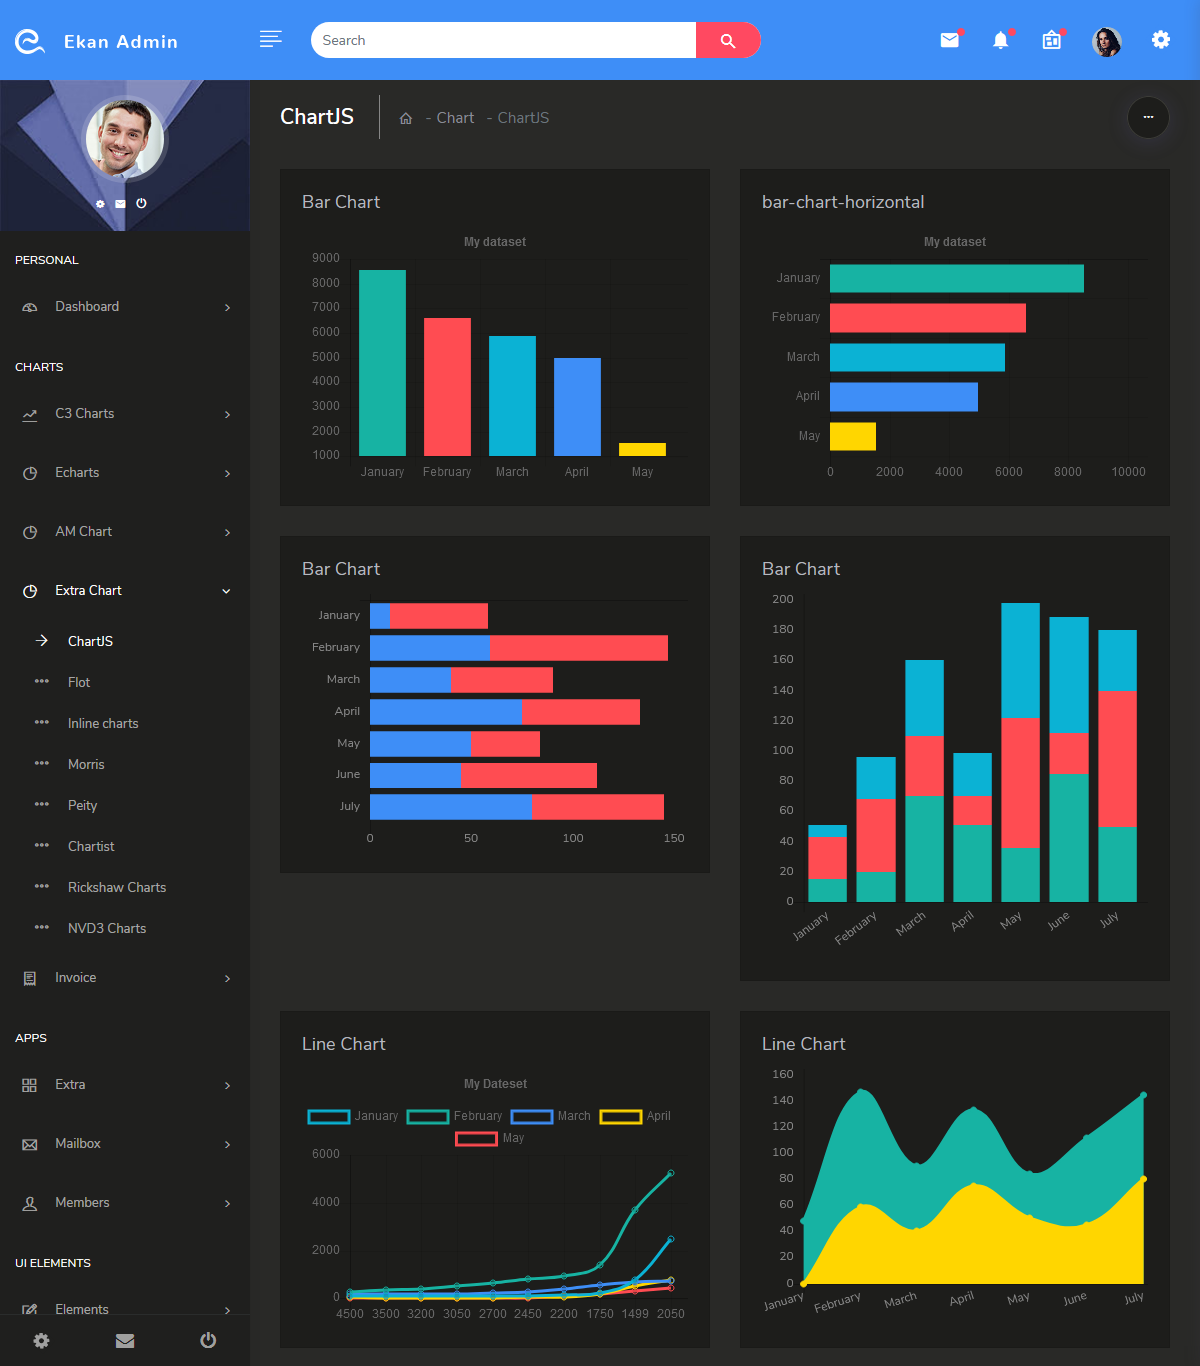 Ekan Admin
Search
PERSONAL
Dashboard
CHARTS
C3 Charts
Echarts
AM Chart
Extra Chart
ChartJS
Flot
Inline charts
Morris
Peity
Chartist
Rickshaw Charts
NVD3 Charts
Invoice
APPS
Extra
Mailbox
Members
UI ELEMENTS
Elements
ChartJS
- Chart - ChartJS
Bar Chart
My dataset
9000
8000
7000
6000
5000
4000
3000
2000
1000
January February March April May
bar-chart-horizontal
My dataset
January
February
March
April
May
0 2000 4000 6000 8000 10000
Bar Chart
January
February
March
April
May
June
July
0 50 100 150
Bar Chart
200
180
160
140
120
100
80
60
40
20
0
January February March April May June July
Line Chart
My Dateset
January February March April
May
6000
4000
2000
0
4500 3500 3200 3050 2700 2450 2200 1750 1499 2050
Line Chart
160
140
120
100
80
60
40
20
0
January February March April May June July